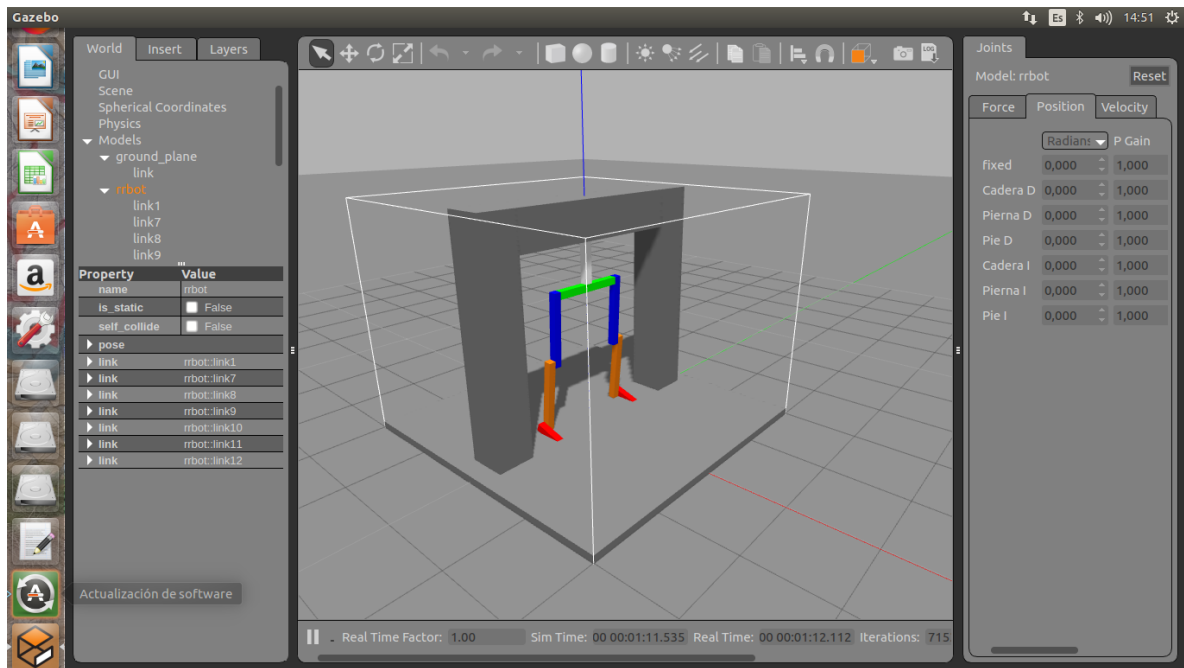 Gazebo
Es
14:51
World Insert Layers
GUI
Scene
Spherical Coordinates
Physics
Models
ground_plane
link
rrbot
link1
link7
link8
link9
Property Value
name rrbot
is_static False
self_collide False
pose
link rrbot::link1
link rrbot::link7
link rrbot::link8
link rrbot::link9
link rrbot::link10
link rrbot::link11
link rrbot::link12
a
Actualización de software
LOG
Real Time Factor: 1.00 Sim Time: 00 00:01:11.535 Real Time: 00 00:01:12.112 Iterations: 715
Joints
Model: rrbot Reset
Force Position Velocity
Radians P Gain
fixed 0,000 1,000
Cadera D 0,000 1,000
Pierna D 0,000 1,000
Pie D 0,000 1,000
Cadera I 0,000 1,000
Pierna I 0,000 1,000
Pie I 0,000 1,000